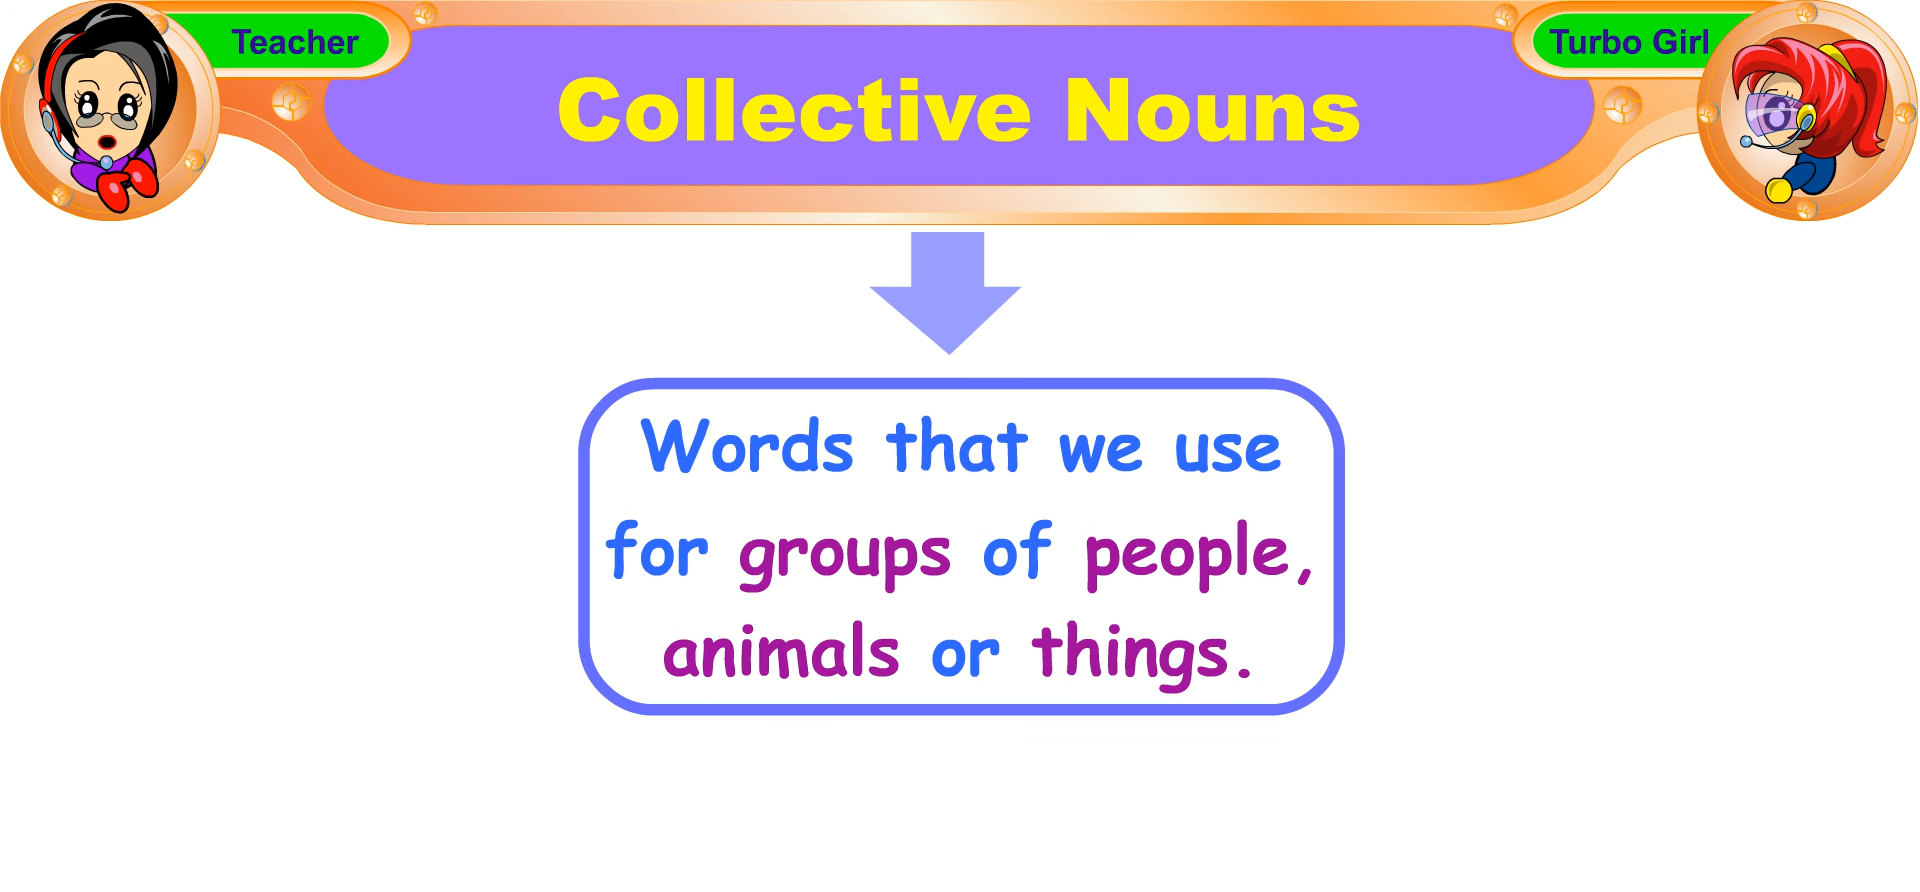 Teacher
Turbo Girl
Collective Nouns
Words that we use
for groups of people,
animals or things.